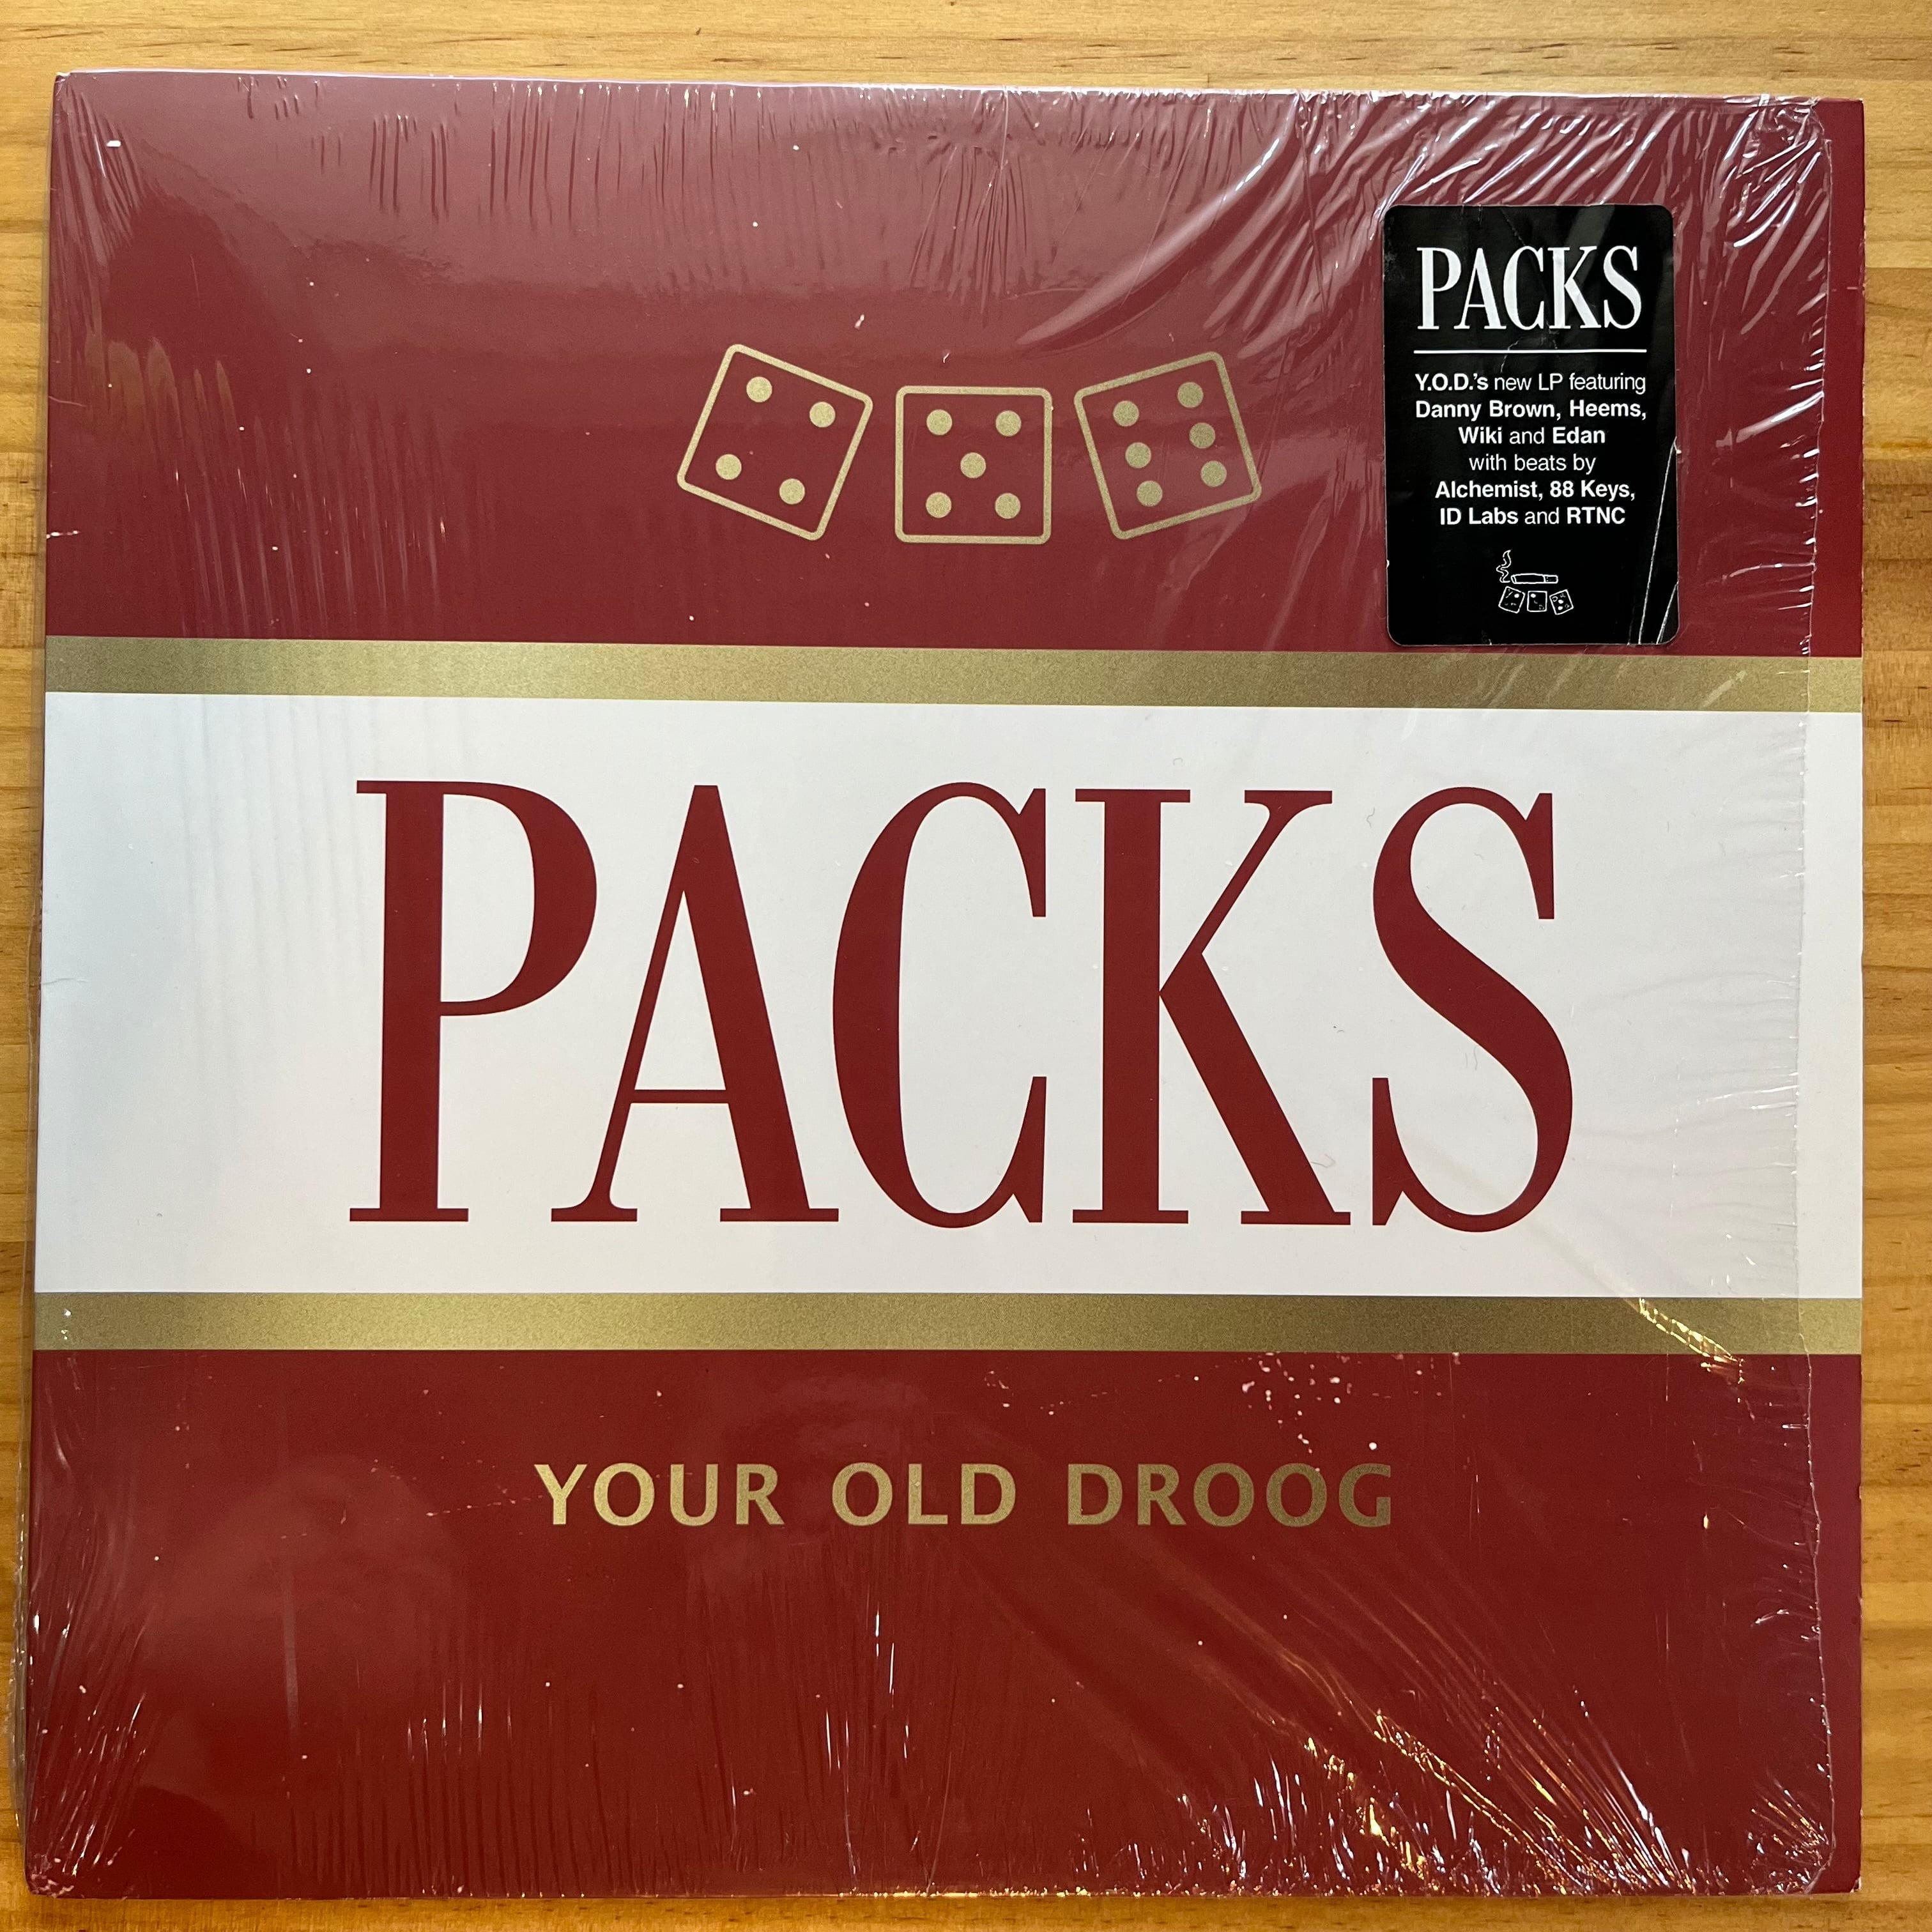 PACKS
Y.O.D.'s new LP featuring
Danny Brown, Heems,
Wiki and Edan
with beats by
Alchemist, 88 Keys,
ID Labs and RTNC
PACKS
YOUR OLD DROOG